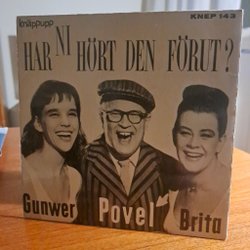 knäppupp
KNEP 143
HAR NI HÖRT DEN FÖRUT?
Gunwer Povel Brita